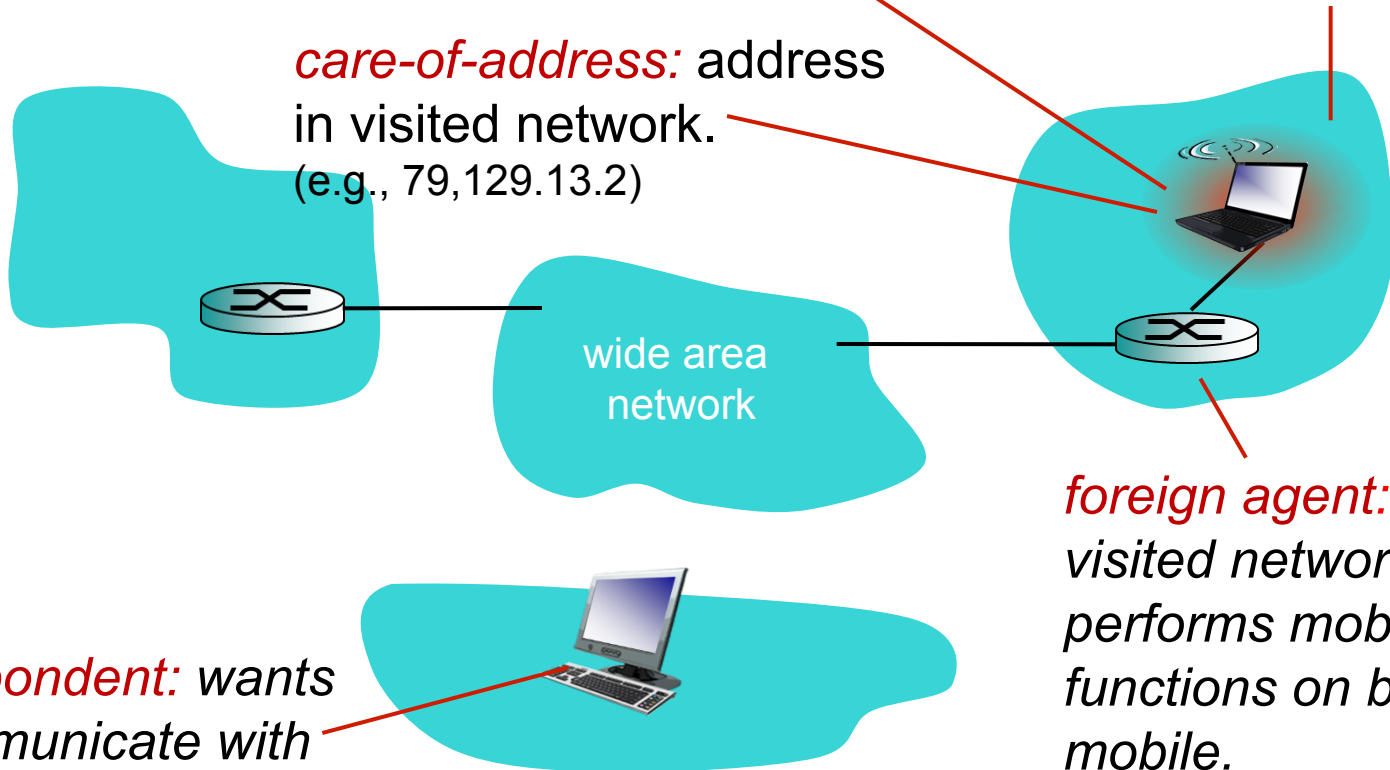 care-of-address: address
in visited network.
(e.g., 79,129.13.2)
wide area
network
foreign agent:
visited networ
performs mob
functions on b
mobile.
pondent: wants
municate with